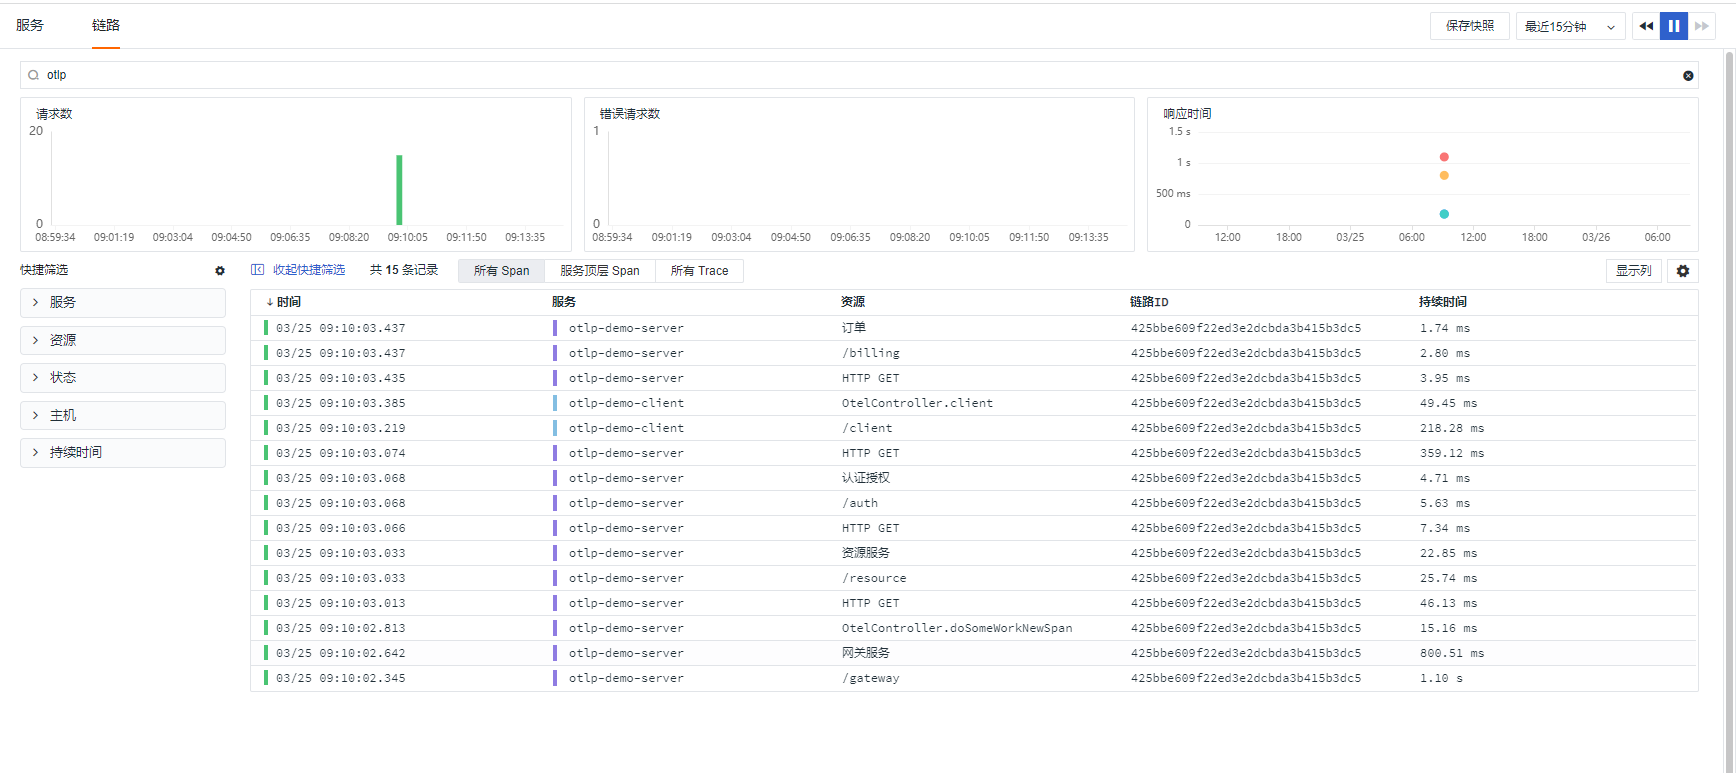 服务 链路 保存快照 最近15分钟
otlp
请求数 错误请求数 响应时间
20 1 1.5 s
1 s
500 ms
0 0 0
08:59:34 09:01:19 09:03:04 09:04:50 09:06:35 09:08:20 09:10:05 09:11:50 09:13:35 08:59:34 09:01:19 09:03:04 09:04:50 09:06:35 09:08:20 09:10:05 09:11:50 09:13:35 12:00 18:00 03/25 06:00 12:00 18:00 03/26 06:00
快捷筛选 收起快捷筛选 共 15 条记录 所有 Span 服务顶层 Span 所有 Trace 显示列
服务
资源
状态
主机
持续时间
时间 服务 资源 链路ID 持续时间
03/25 09:10:03.437 otlp-demo-server 订单 425bbe609f22ed3e2dcbda3b415b3dc5 1.74 ms
03/25 09:10:03.437 otlp-demo-server /billing 425bbe609f22ed3e2dcbda3b415b3dc5 2.80 ms
03/25 09:10:03.435 otlp-demo-server HTTP GET 425bbe609f22ed3e2dcbda3b415b3dc5 3.95 ms
03/25 09:10:03.385 otlp-demo-client OtelController.client 425bbe609f22ed3e2dcbda3b415b3dc5 49.45 ms
03/25 09:10:03.219 otlp-demo-client /client 425bbe609f22ed3e2dcbda3b415b3dc5 218.28 ms
03/25 09:10:03.074 otlp-demo-server HTTP GET 425bbe609f22ed3e2dcbda3b415b3dc5 359.12 ms
03/25 09:10:03.068 otlp-demo-server 认证授权 425bbe609f22ed3e2dcbda3b415b3dc5 4.71 ms
03/25 09:10:03.068 otlp-demo-server /auth 425bbe609f22ed3e2dcbda3b415b3dc5 5.63 ms
03/25 09:10:03.066 otlp-demo-server HTTP GET 425bbe609f22ed3e2dcbda3b415b3dc5 7.34 ms
03/25 09:10:03.033 otlp-demo-server 资源服务 425bbe609f22ed3e2dcbda3b415b3dc5 22.85 ms
03/25 09:10:03.033 otlp-demo-server /resource 425bbe609f22ed3e2dcbda3b415b3dc5 25.74 ms
03/25 09:10:03.013 otlp-demo-server HTTP GET 425bbe609f22ed3e2dcbda3b415b3dc5 46.13 ms
03/25 09:10:02.813 otlp-demo-server OtelController.doSomeWorkNewSpan 425bbe609f22ed3e2dcbda3b415b3dc5 15.16 ms
03/25 09:10:02.642 otlp-demo-server 网关服务 425bbe609f22ed3e2dcbda3b415b3dc5 800.51 ms
03/25 09:10:02.345 otlp-demo-server /gateway 425bbe609f22ed3e2dcbda3b415b3dc5 1.10 s